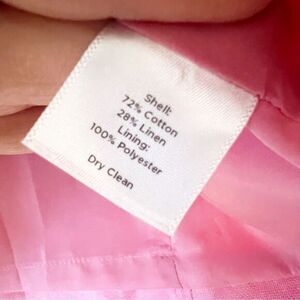 Shell:
72% Cotton
28% Linen
Lining:
100% Polyester
Dry Clean